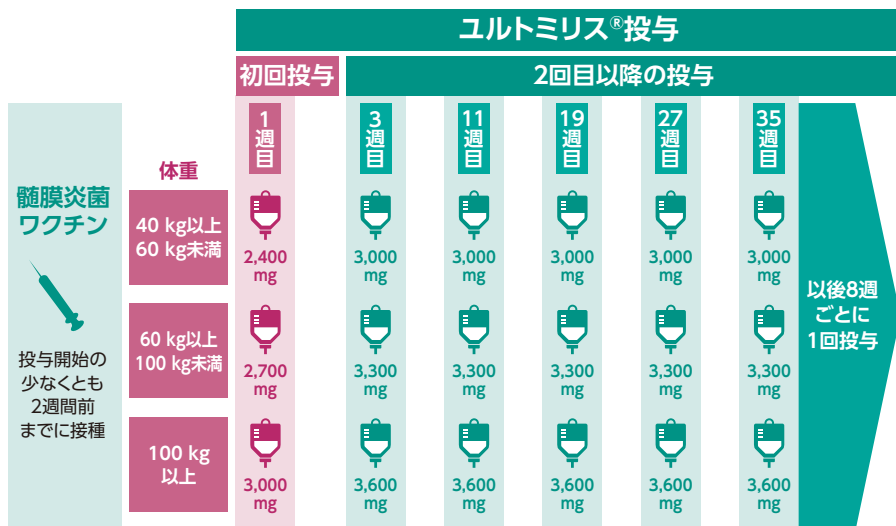 ユルトミリス®投与
初回投与
2回目以降の投与
1週目
3週目
11週目
19週目
27週目
35週目
髄膜炎菌
ワクチン
投与開始の
少なくとも
2週間前
までに接種
体重
40 kg以上
60 kg未満
2,400
mg
3,000
mg
3,000
mg
3,000
mg
3,000
mg
3,000
mg
60 kg以上
100 kg未満
2,700
mg
3,300
mg
3,300
mg
3,300
mg
3,300
mg
3,300
mg
100 kg
以上
3,000
mg
3,600
mg
3,600
mg
3,600
mg
3,600
mg
3,600
mg
以後8週
ごとに
1回投与